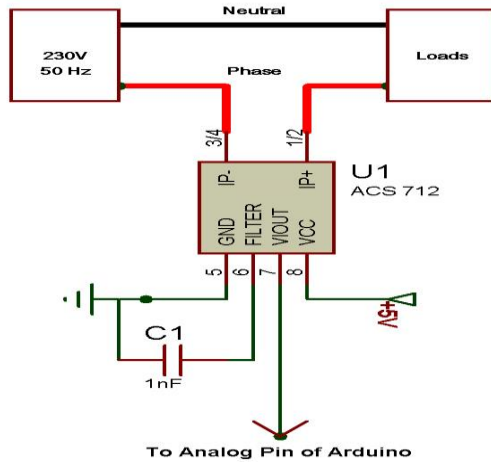 Neutral
230V
50 Hz
Loads
Phase
3/4
1/2
IP-
IP+
U1
ACS 712
GND
FILTER
VIOUT
VCC
5
6
7
8
+5V
C1
1nF
To Analog Pin of Arduino